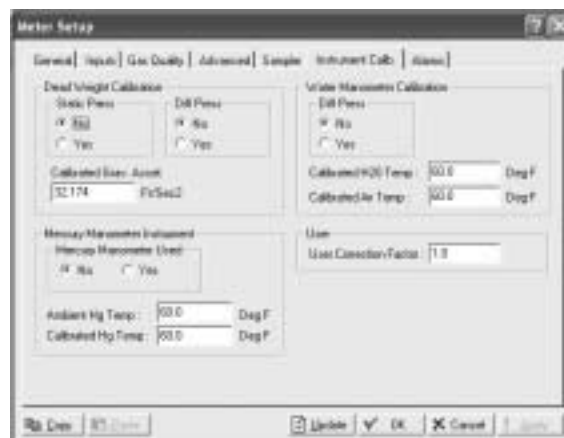 Meter Setup
General Inputs Gas Quality Advanced Sampler Instrument Calib. Alarms
Dead Weight Calibration
Static Press
No
Yes
Diff Press
No
Yes
Calibrated Grav. Accel.
32.174 Ft/Sec2
Water Manometer Calibration
Diff Press
No
Yes
Calibrated H2O Temp : 60.0 Deg F
Calibrated Air Temp : 60.0 Deg F
Mercury Manometer Instrument
Mercury Manometer Used
No Yes
Ambient Hg Temp : 60.0 Deg F
Calibrated Hg Temp : 60.0 Deg F
User
User Correction Factor : 1.0
Copy Update OK Cancel Apply